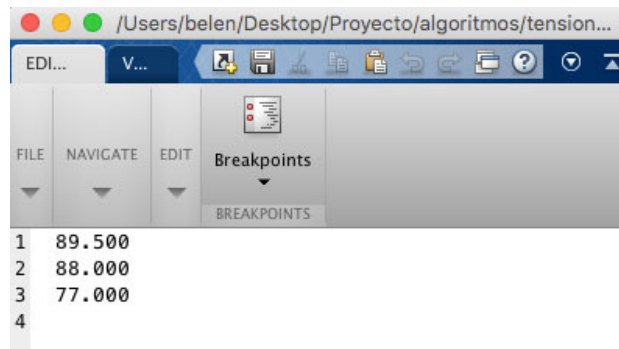 /Users/belen/Desktop/Proyecto/algoritmos/tension...
EDI... V...
FILE NAVIGATE EDIT Breakpoints
BREAKPOINTS
1 89.500
2 88.000
3 77.000
4